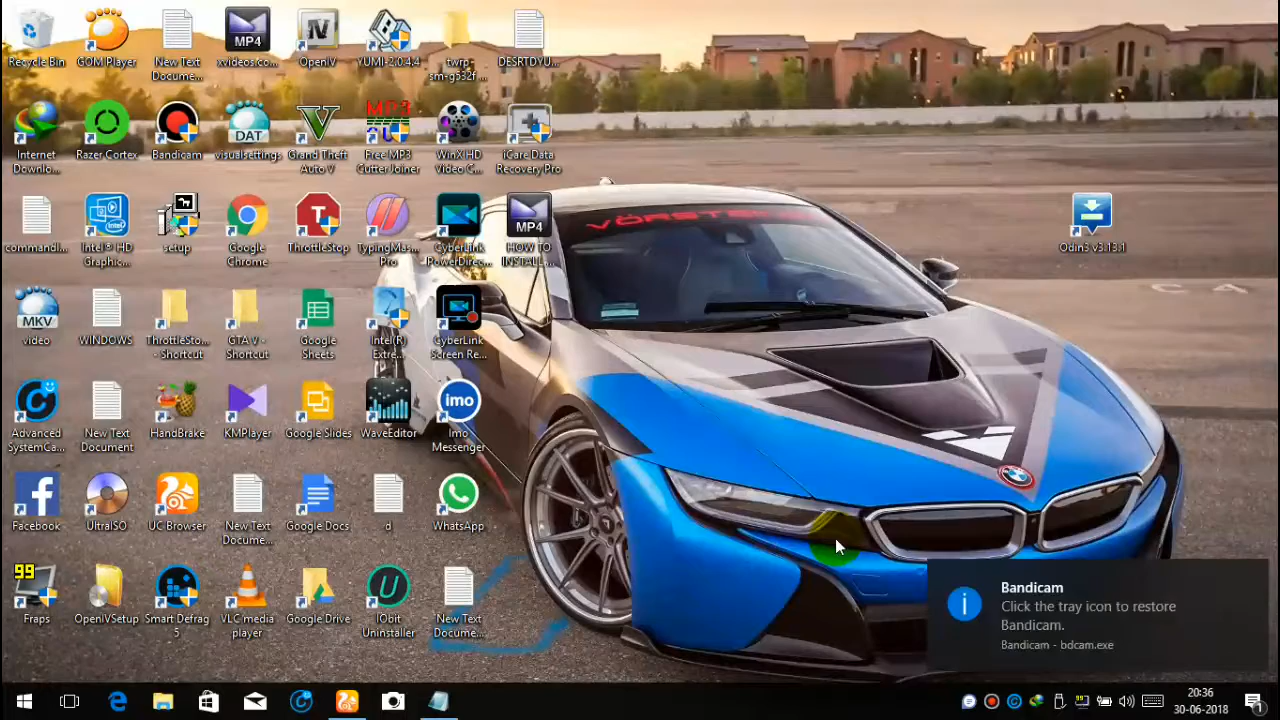 Recycle Bin
GOM Player
New Text
Docume...
MP4
xvideos.co...
OpenIV
YUMI-2.0.4.4
twrp-
sm-g532f ...
DESRTDYU...
Internet
Downlo...
Razer Cortex
Bandicam
DAT
visualsettings
Grand Theft
Auto V
MP3
Free MP3
Cutter Joiner
WinX HD
Video C...
iCare Data
Recovery Pro
commandl...
Intel® HD
Graphic...
setup
Google
Chrome
ThrottleStop
TypingMas...
Pro
CyberLink
PowerDirec...
MP4
HOW TO
INSTALL ...
VÖRSTE
Odin3 v3.13.1
MKV
video
WINDOWS
ThrottleSto...
- Shortcut
GTA V -
Shortcut
Google
Sheets
Intel(R)
Extre...
CyberLink
Screen Re...
C A
Advanced
SystemCa...
New Text
Document
HandBrake
KMPlayer
Google Slides
WaveEditor
imo
Imo
Messenger
Facebook
UltraISO
UC Browser
New Text
Docume...
Google Docs
d
WhatsApp
99
Fraps
OpenIVSetup
Smart Defrag
5
VLC media
player
Google Drive
IObit
Uninstaller
New Text
Docume...
Bandicam
Click the tray icon to restore
Bandicam.
Bandicam - bdcam.exe
20:36
30-06-2018
1